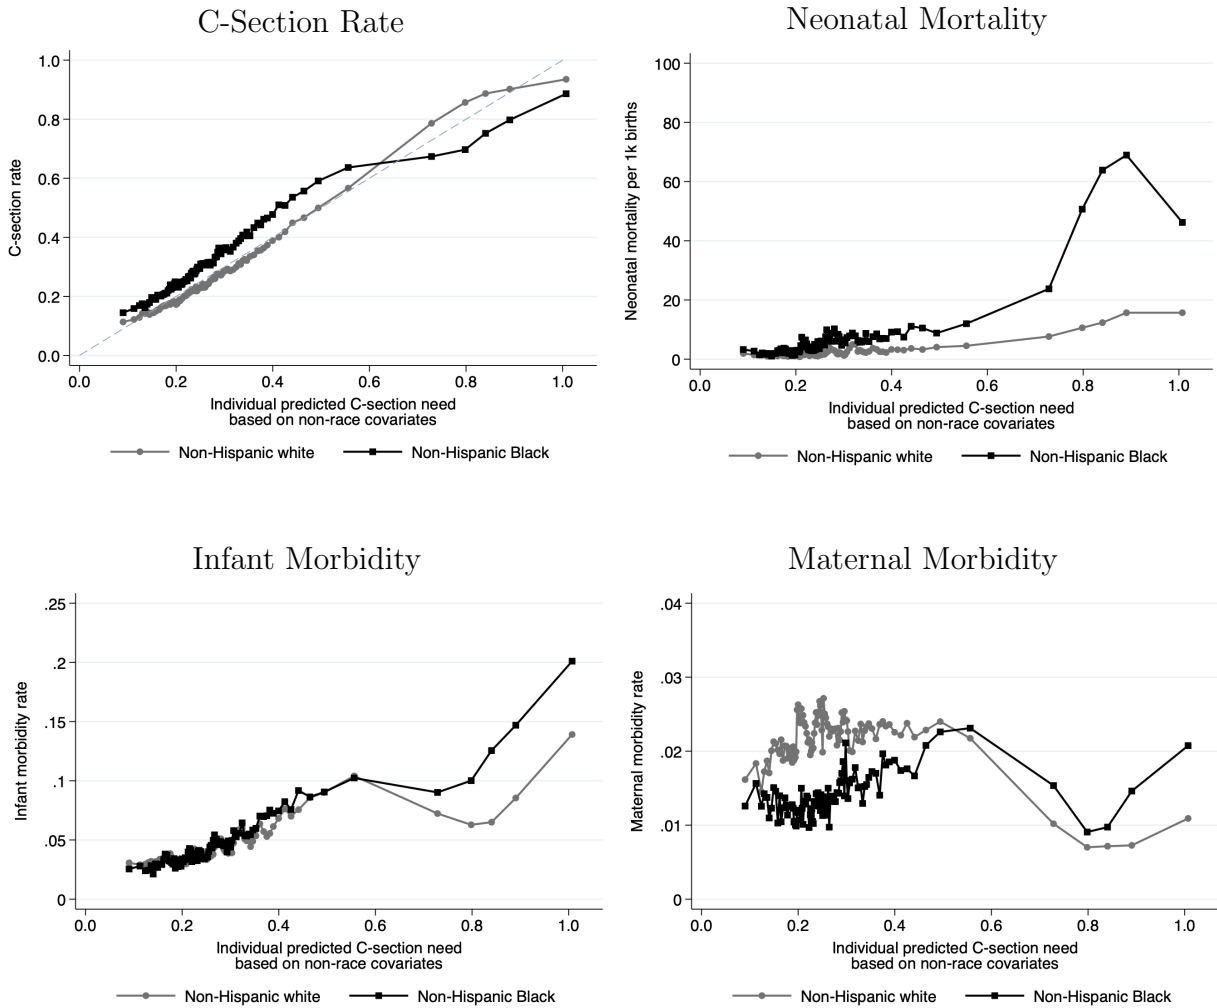 C-Section Rate
1.0
0.8
0.6
0.4
0.2
0.0
C-section rate
0.0 0.2 0.4 0.6 0.8 1.0
Individual predicted C-section need
based on non-race covariates
Non-Hispanic white Non-Hispanic Black
Neonatal Mortality
100
80
60
40
20
0
Neonatal mortality per 1k births
0.0 0.2 0.4 0.6 0.8 1.0
Individual predicted C-section need
based on non-race covariates
Non-Hispanic white Non-Hispanic Black
Infant Morbidity
.25
.2
.15
.1
.05
0
Infant morbidity rate
0.0 0.2 0.4 0.6 0.8 1.0
Individual predicted C-section need
based on non-race covariates
Non-Hispanic white Non-Hispanic Black
Maternal Morbidity
.04
.03
.02
.01
0
Maternal morbidity rate
0.0 0.2 0.4 0.6 0.8 1.0
Individual predicted C-section need
based on non-race covariates
Non-Hispanic white Non-Hispanic Black